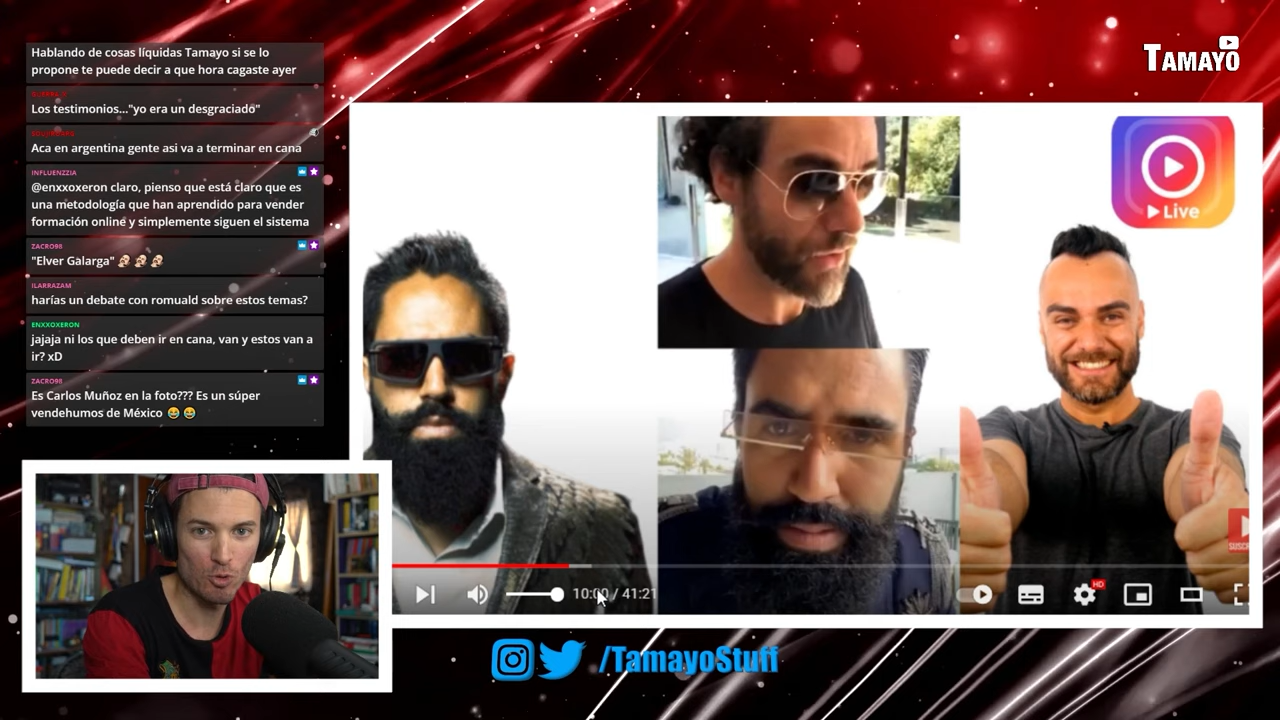 Hablando de cosas líquidas Tamayo si se lo
propone te puede decir a que hora cagaste ayer
Los testimonios..."yo era un desgraciado"
Aca en argentina gente asi va a terminar en cana
INFLUENZZIA
@enxxoxeron claro, pienso que está claro que es
una metodología que han aprendido para vender
formación online y simplemente siguen el sistema
ZACRO98
"Elver Galarga"
ILARRAZAM
harías un debate con romuald sobre estos temas?
ENXXOXERON
jajaja ni los que deben ir en cana, van y estos van a
ir? xD
ZACRO98
Es Carlos Muñoz en la foto??? Es un súper
vendehumos de México
TAMAYO
Live
10:00 / 41:21
HD
/TamayoStuff